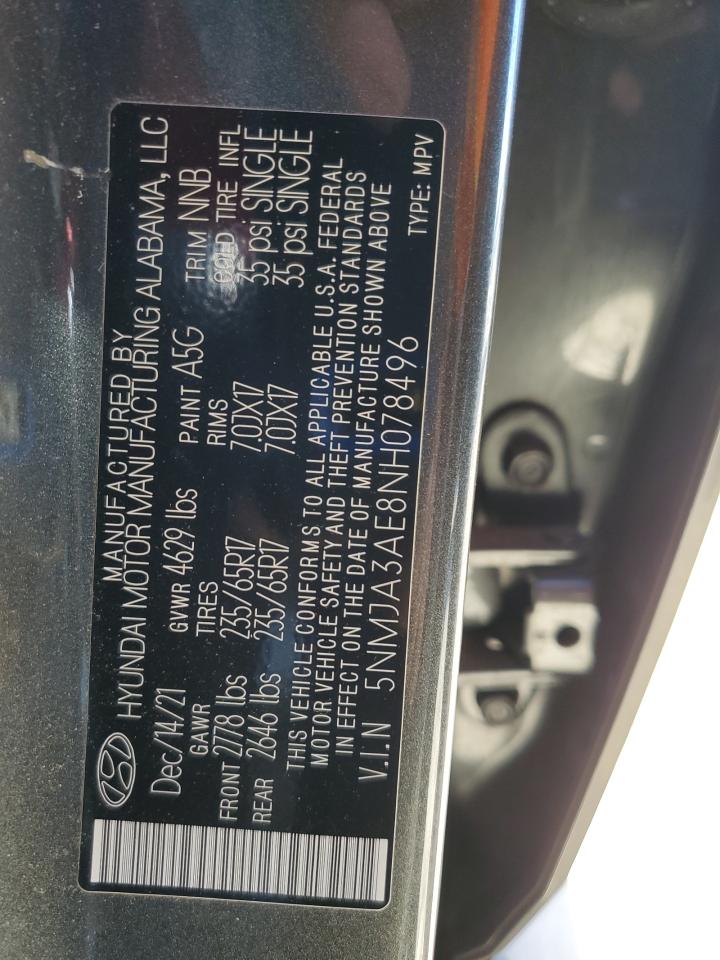 MANUFACTURED BY
HYUNDAI MOTOR MANUFACTURING ALABAMA, LLC
Dec/14/21 GVWR 4629 lbs PAINT A5G TRIM NNB
GAWR TIRES RIMS COLD TIRE INFL
FRONT 2778 lbs 235/65R17 7.0JX17 35 psi SINGLE
REAR 2646 lbs 235/65R17 7.0JX17 35 psi SINGLE
THIS VEHICLE CONFORMS TO ALL APPLICABLE U.S.A. FEDERAL
MOTOR VEHICLE SAFETY AND THEFT PREVENTION STANDARDS
IN EFFECT ON THE DATE OF MANUFACTURE SHOWN ABOVE
V.I.N 5NMJA3AE8NH078496 TYPE: MPV